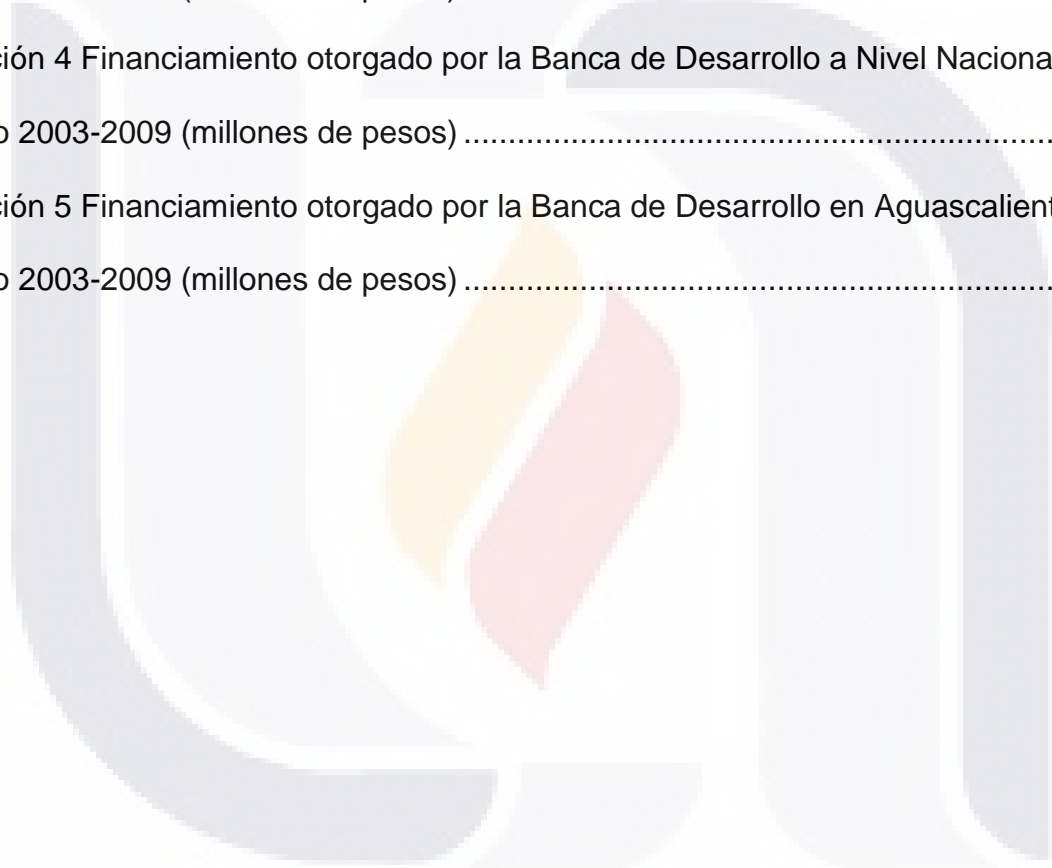 ción 4 Financiamiento otorgado por la Banca de Desarrollo a Nivel Naciona
o 2003-2009 (millones de pesos) ........................................................................
ción 5 Financiamiento otorgado por la Banca de Desarrollo en Aguascalient
o 2003-2009 (millones de pesos) ........................................................................